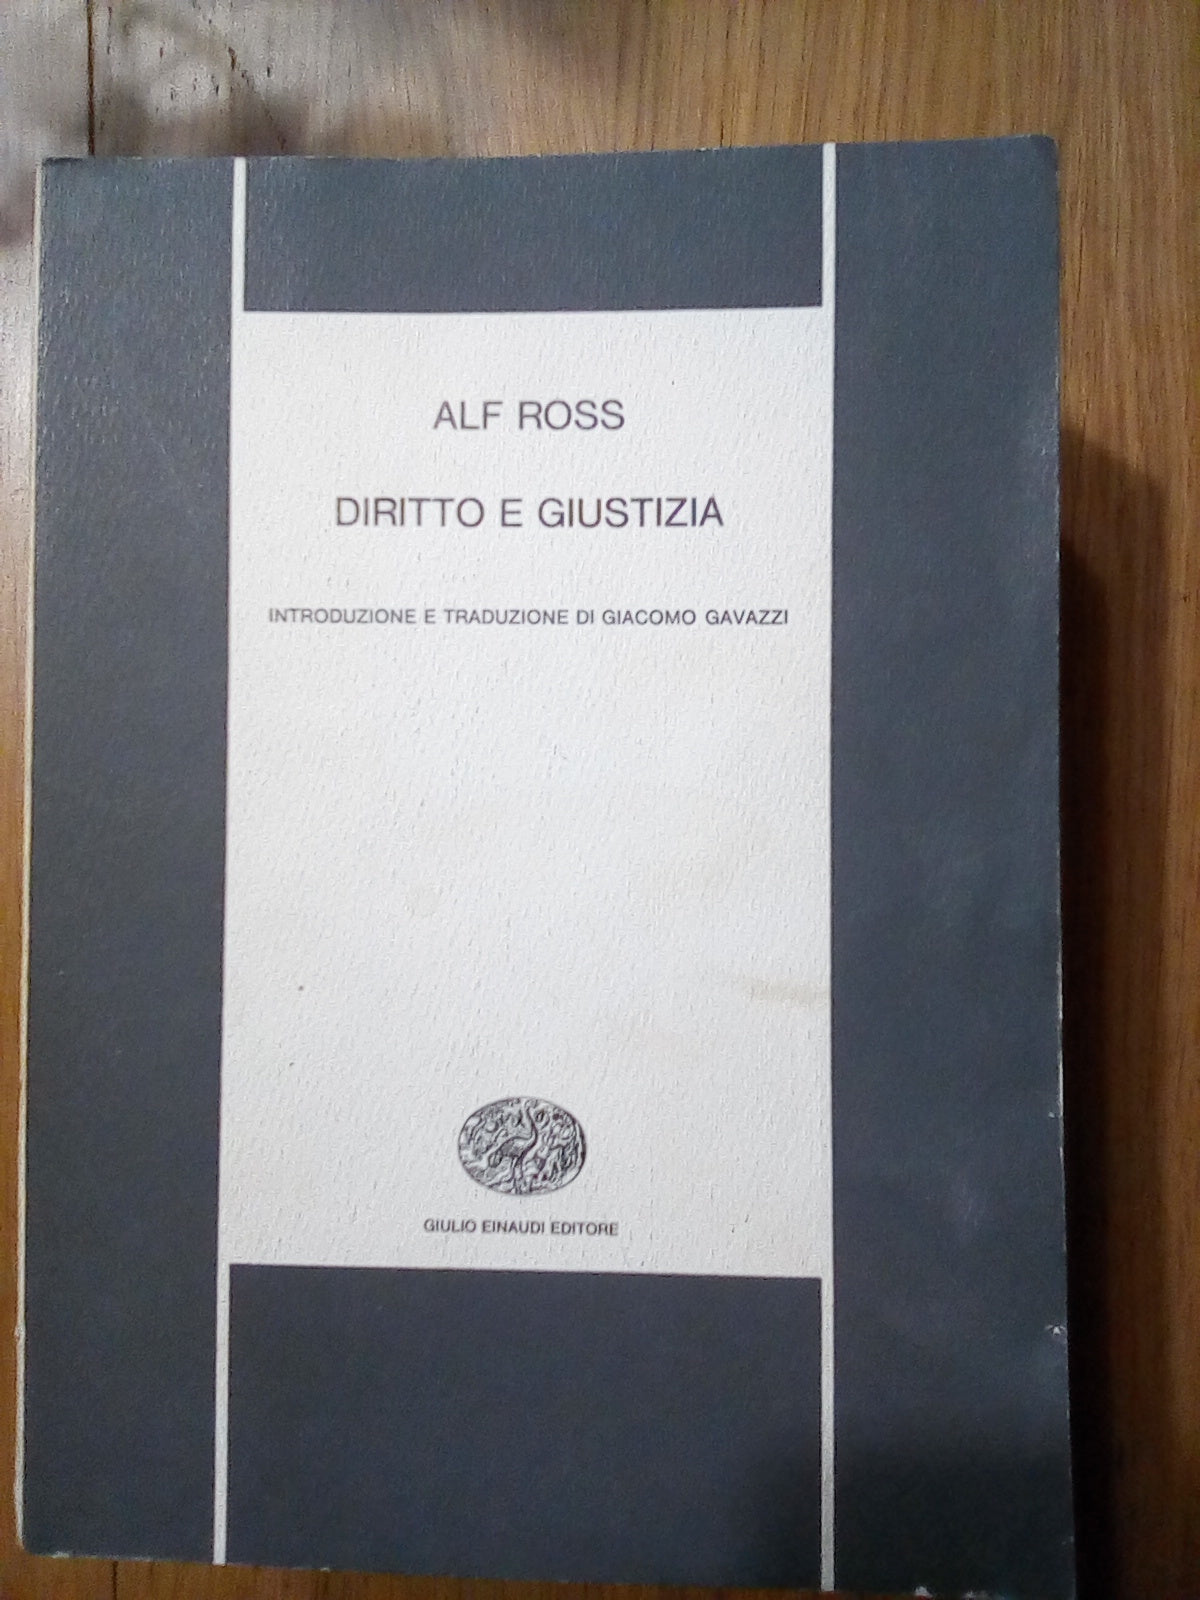 ALF ROSS
DIRITTO E GIUSTIZIA
INTRODUZIONE E TRADUZIONE DI GIACOMO GAVAZZI
GIULIO EINAUDI EDITORE